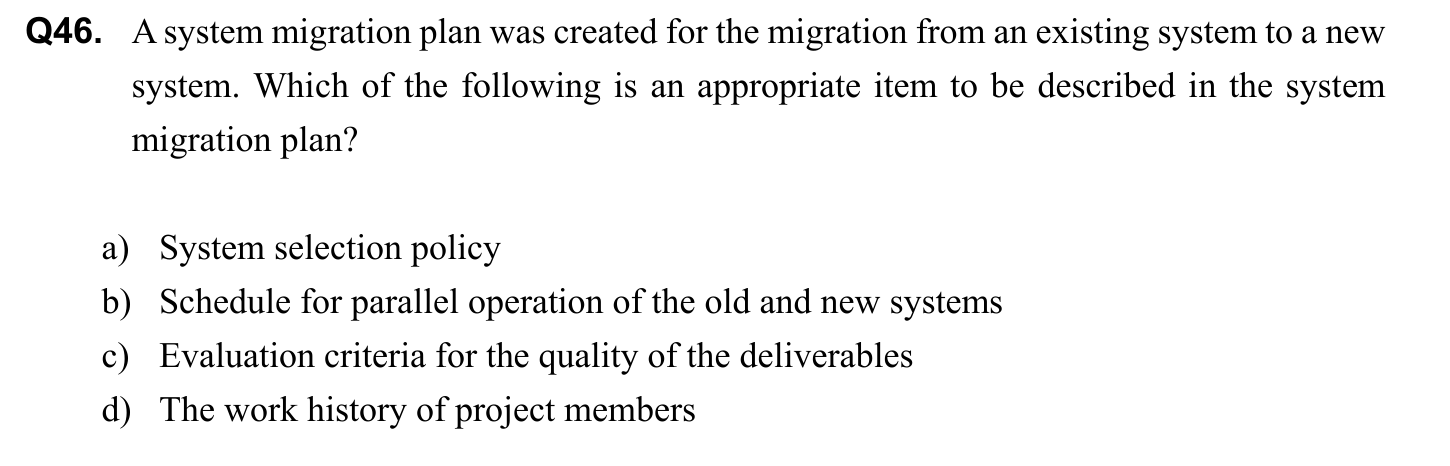 Q46. A system migration plan was created for the migration from an existing system to a new
system. Which of the following is an appropriate item to be described in the system
migration plan?
a) System selection policy
b) Schedule for parallel operation of the old and new systems
c) Evaluation criteria for the quality of the deliverables
d) The work history of project members